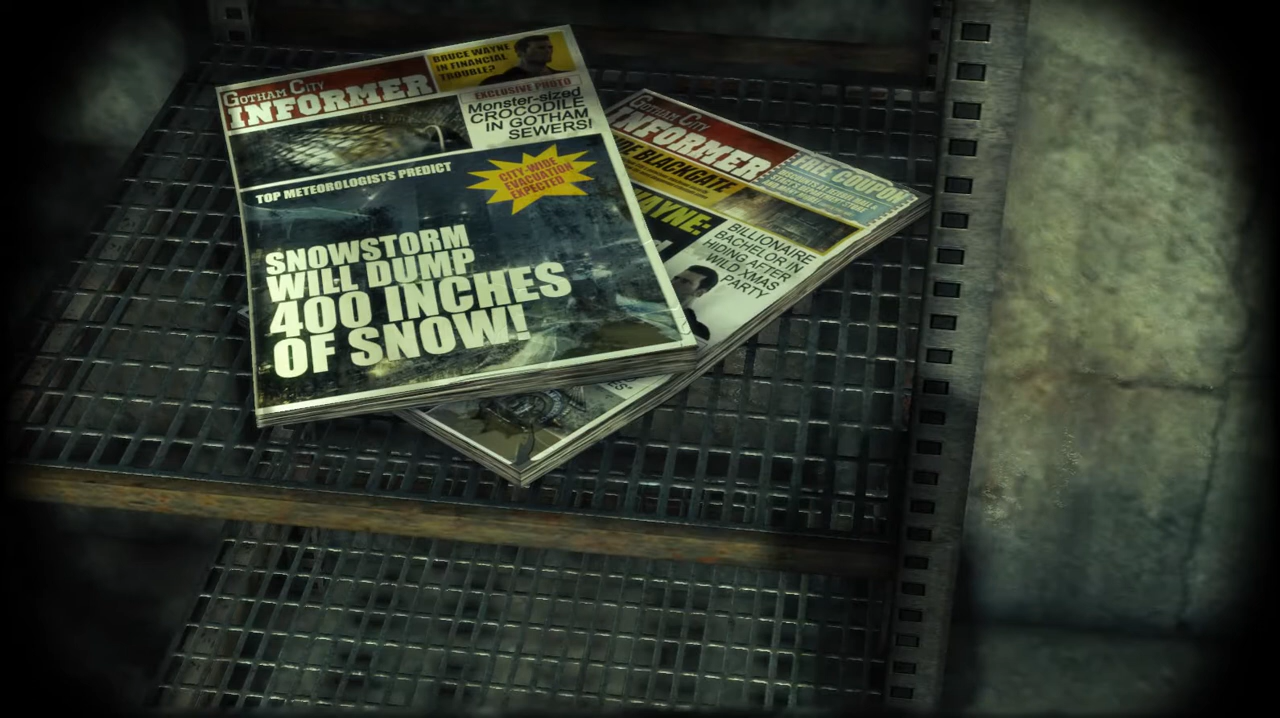 GOTHAM CITY
INFORMER
BRUCE WAYNE
IN FINANCIAL
TROUBLE?
EXCLUSIVE PHOTO
Monster-sized
CROCODILE
IN GOTHAM
SEWERS!
TOP METEOROLOGISTS PREDICT
CITY-WIDE
EVACUATION
EXPECTED
SNOWSTORM
WILL DUMP
400 INCHES
OF SNOW!
GOTHAM CITY
INFORMER
FREE COUPON
BLACKGATE
WAYNE:
BILLIONAIRE
BACHELOR IN
HIDING AFTER
WILD XMAS
PARTY